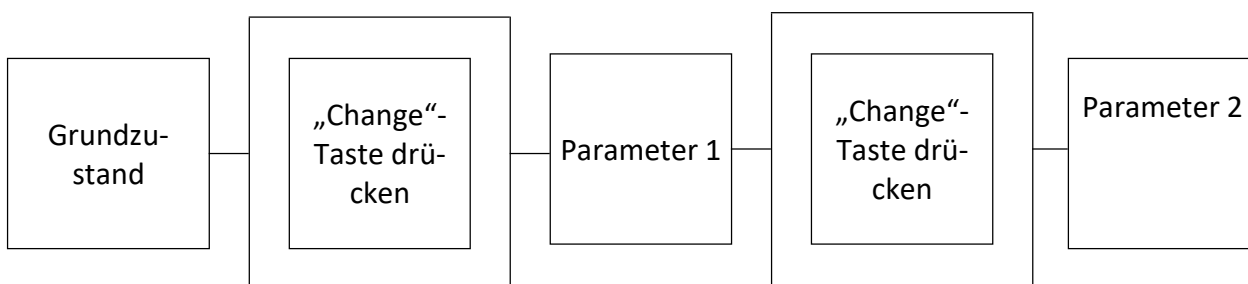 Grundzu-
stand
„Change“-
Taste drü-
cken
Parameter 1
„Change“-
Taste drü-
cken
Parameter 2